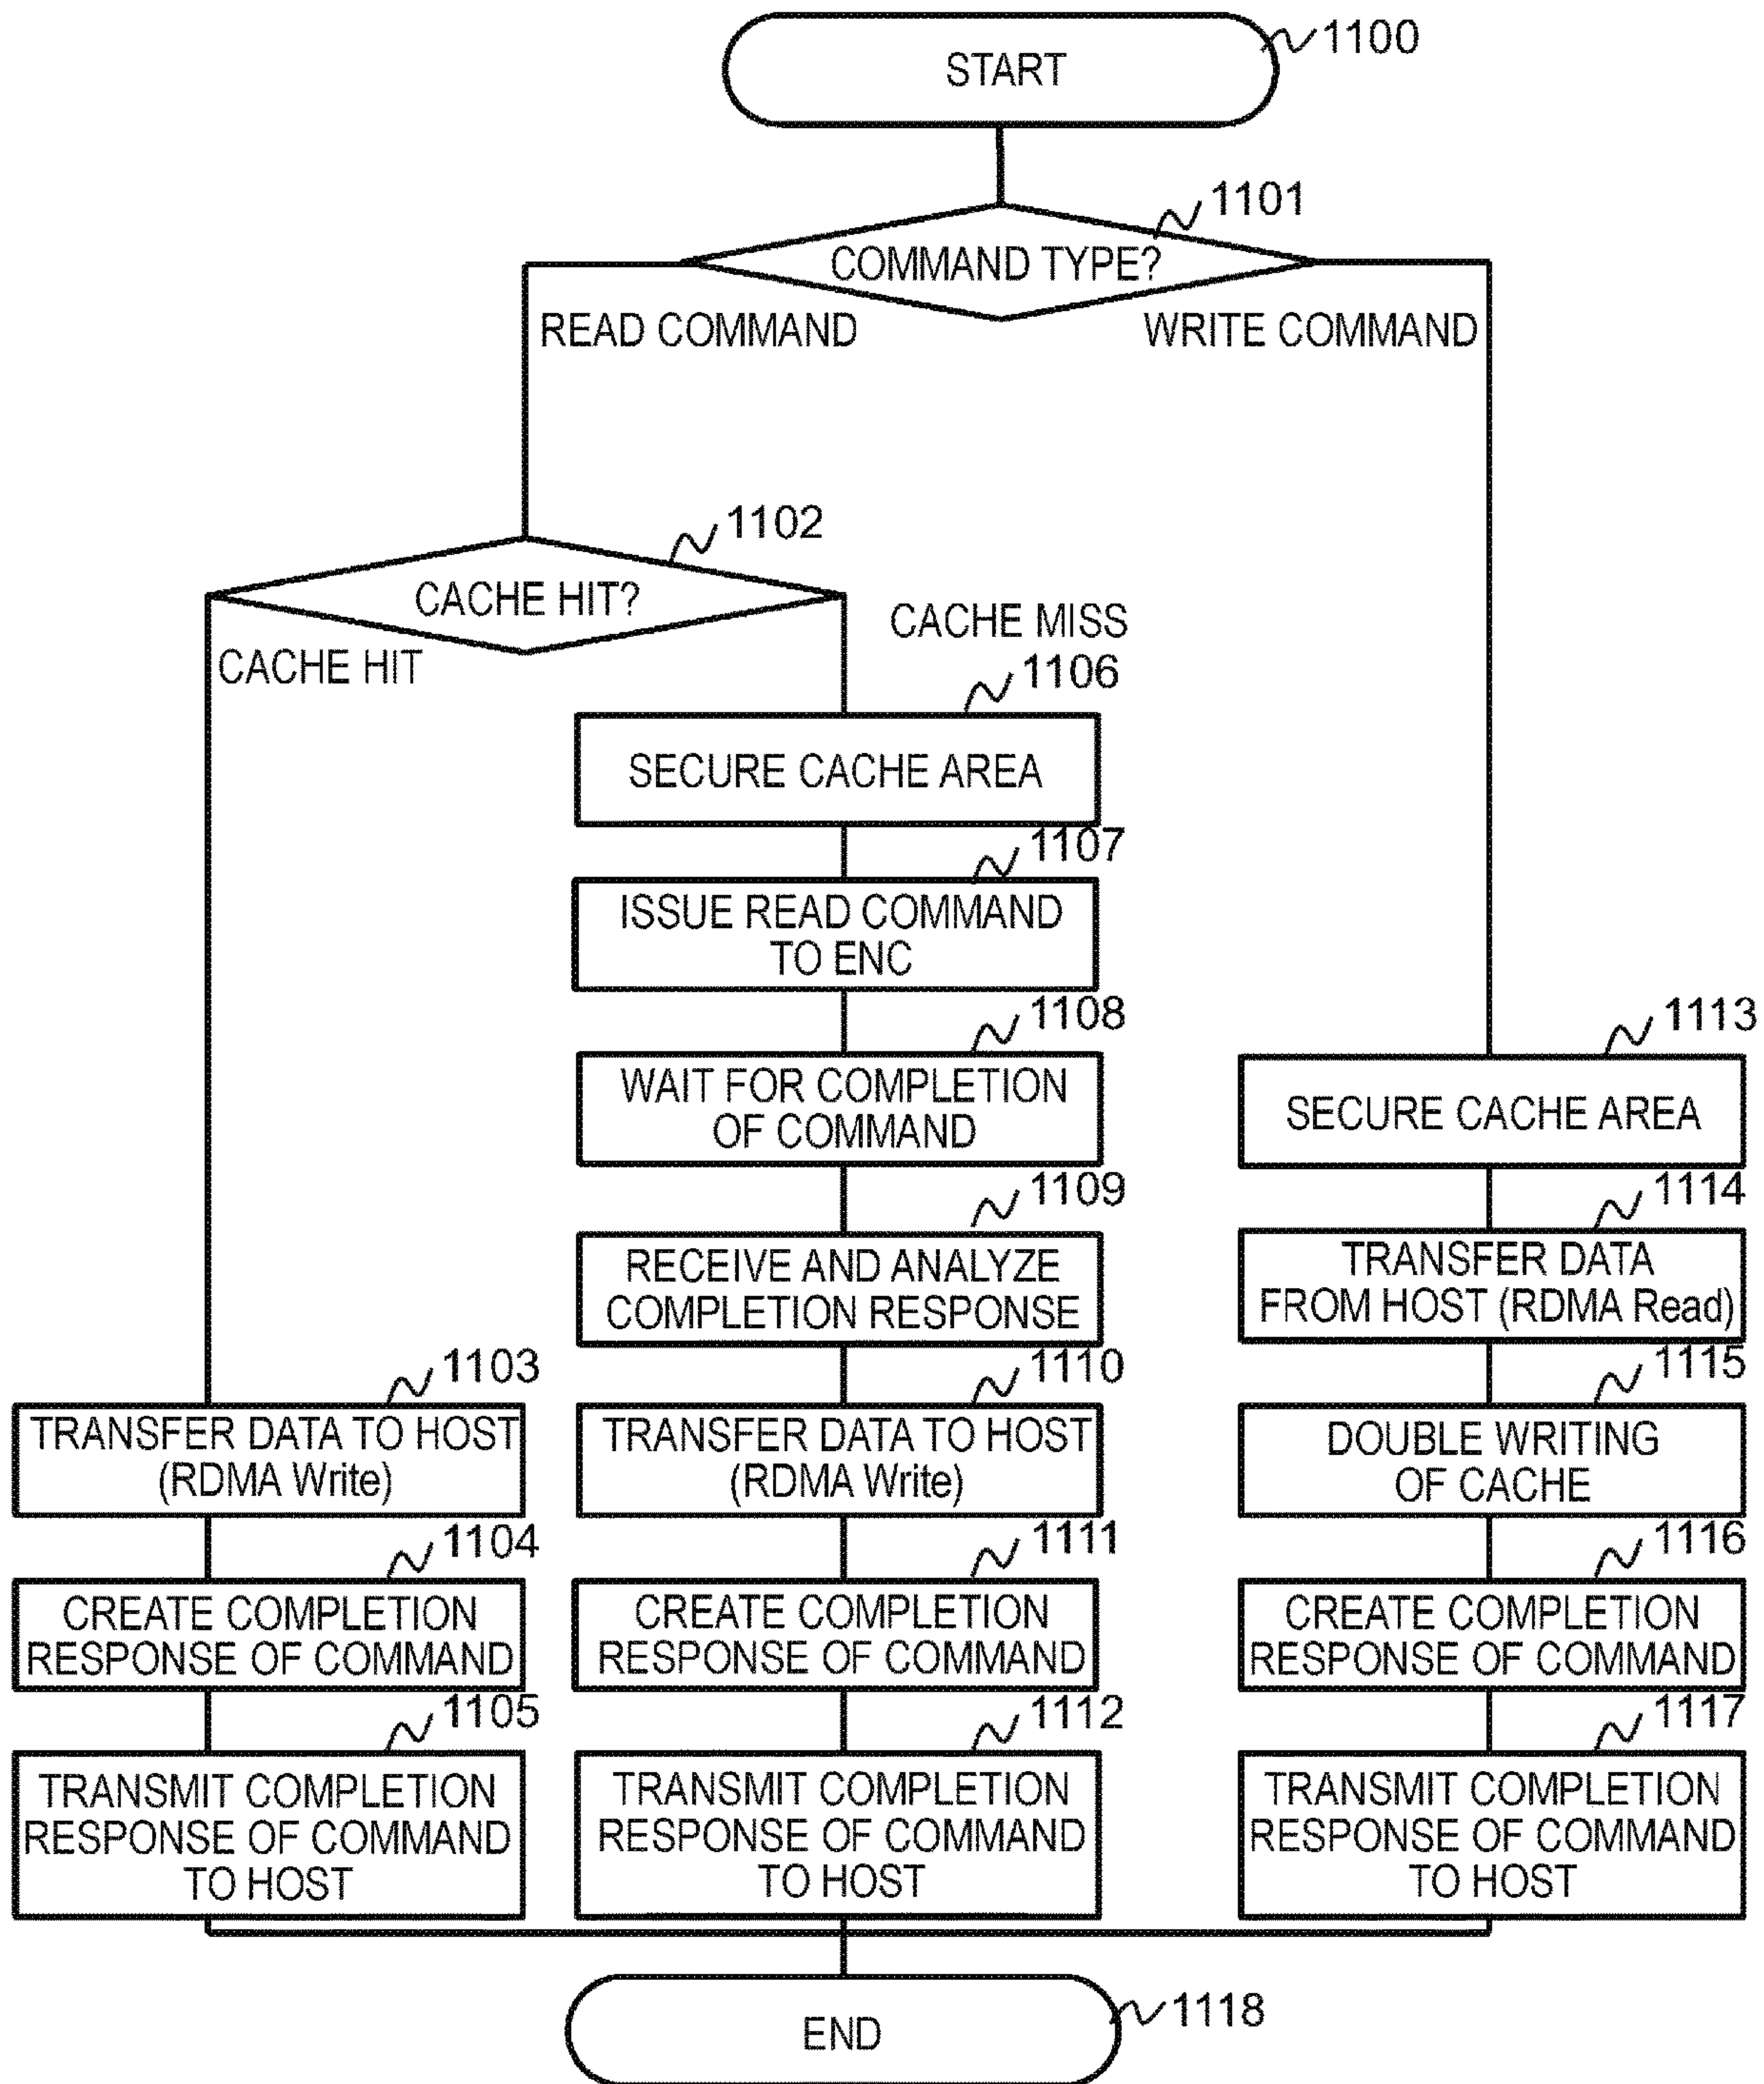 1100
START
1101
COMMAND TYPE?
READ COMMAND
WRITE COMMAND
1102
CACHE HIT?
CACHE HIT
CACHE MISS
1106
SECURE CACHE AREA
1107
ISSUE READ COMMAND
TO ENC
1108
WAIT FOR COMPLETION
OF COMMAND
1109
RECEIVE AND ANALYZE
COMPLETION RESPONSE
1103
TRANSFER DATA TO HOST
(RDMA Write)
1104
CREATE COMPLETION
RESPONSE OF COMMAND
1105
TRANSMIT COMPLETION
RESPONSE OF COMMAND
TO HOST
1110
TRANSFER DATA TO HOST
(RDMA Write)
1111
CREATE COMPLETION
RESPONSE OF COMMAND
1112
TRANSMIT COMPLETION
RESPONSE OF COMMAND
TO HOST
1113
SECURE CACHE AREA
1114
TRANSFER DATA
FROM HOST (RDMA Read)
1115
DOUBLE WRITING
OF CACHE
1116
CREATE COMPLETION
RESPONSE OF COMMAND
1117
TRANSMIT COMPLETION
RESPONSE OF COMMAND
TO HOST
END
1118